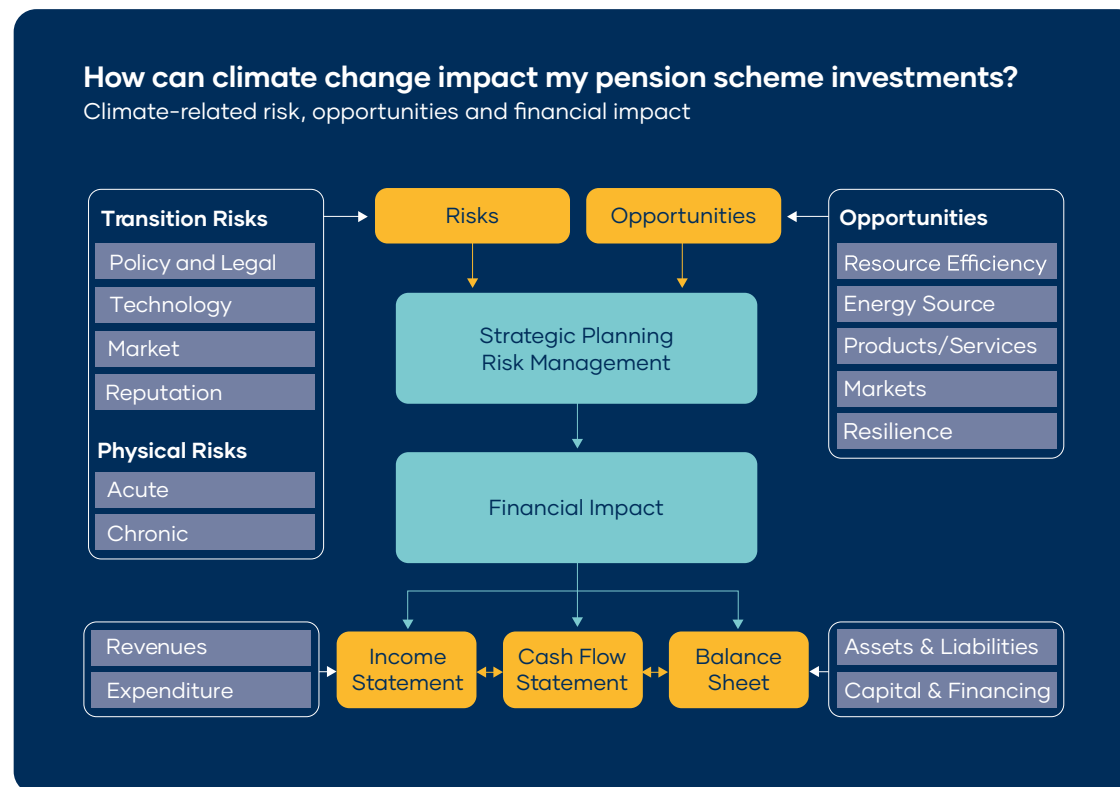 How can climate change impact my pension scheme investments?
Climate-related risk, opportunities and financial impact
Transition Risks
Policy and Legal
Technology
Market
Reputation
Physical Risks
Acute
Chronic
Risks
Opportunities
Opportunities
Resource Efficiency
Energy Source
Products/Services
Markets
Resilience
Strategic Planning
Risk Management
Financial Impact
Revenues
Expenditure
Income
Statement
Cash Flow
Statement
Balance
Sheet
Assets & Liabilities
Capital & Financing